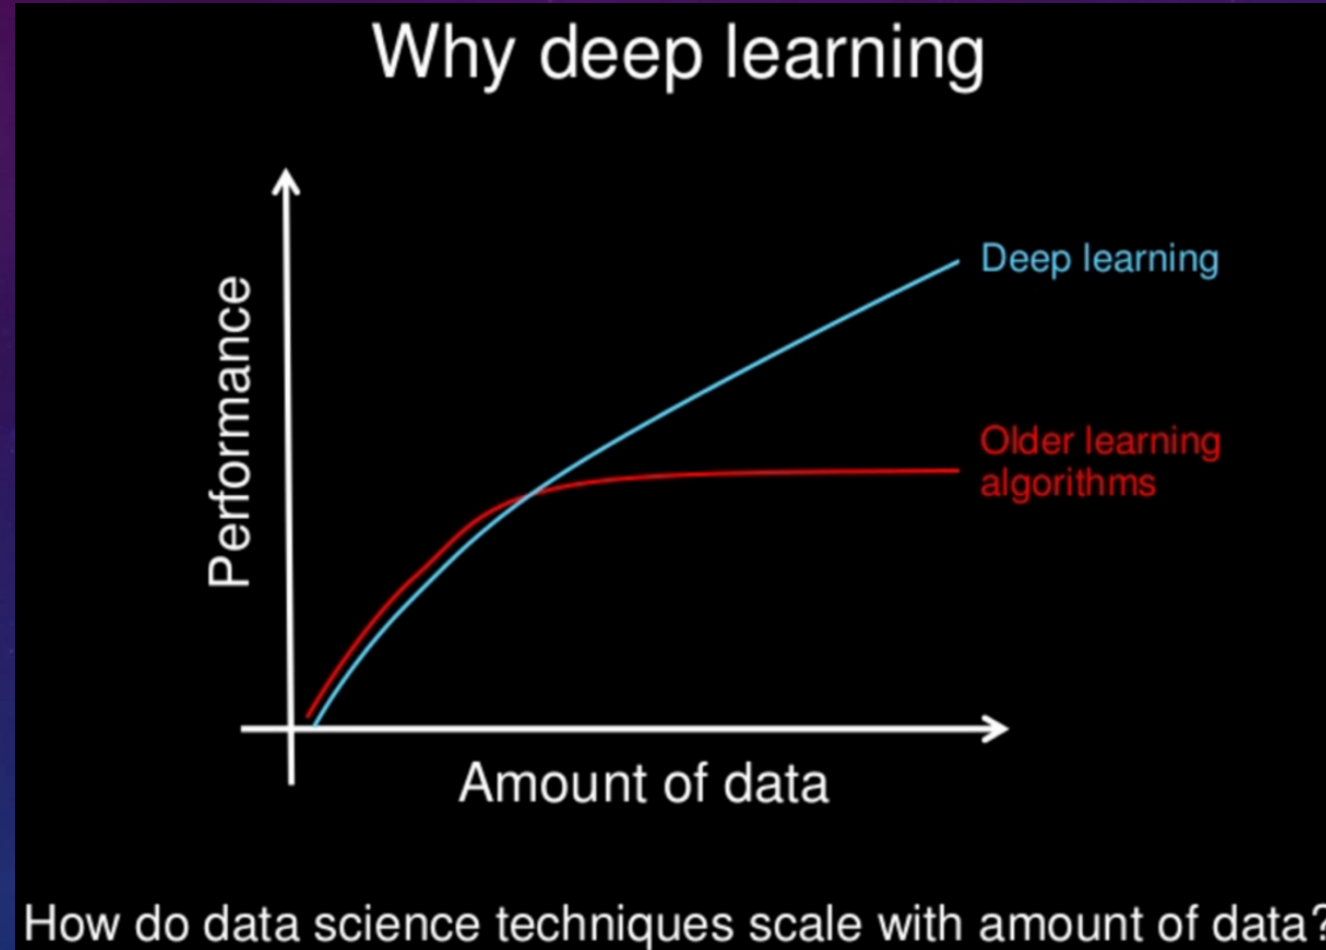 Why deep learning
Performance
Deep learning
Older learning
algorithms
Amount of data
How do data science techniques scale with amount of data?